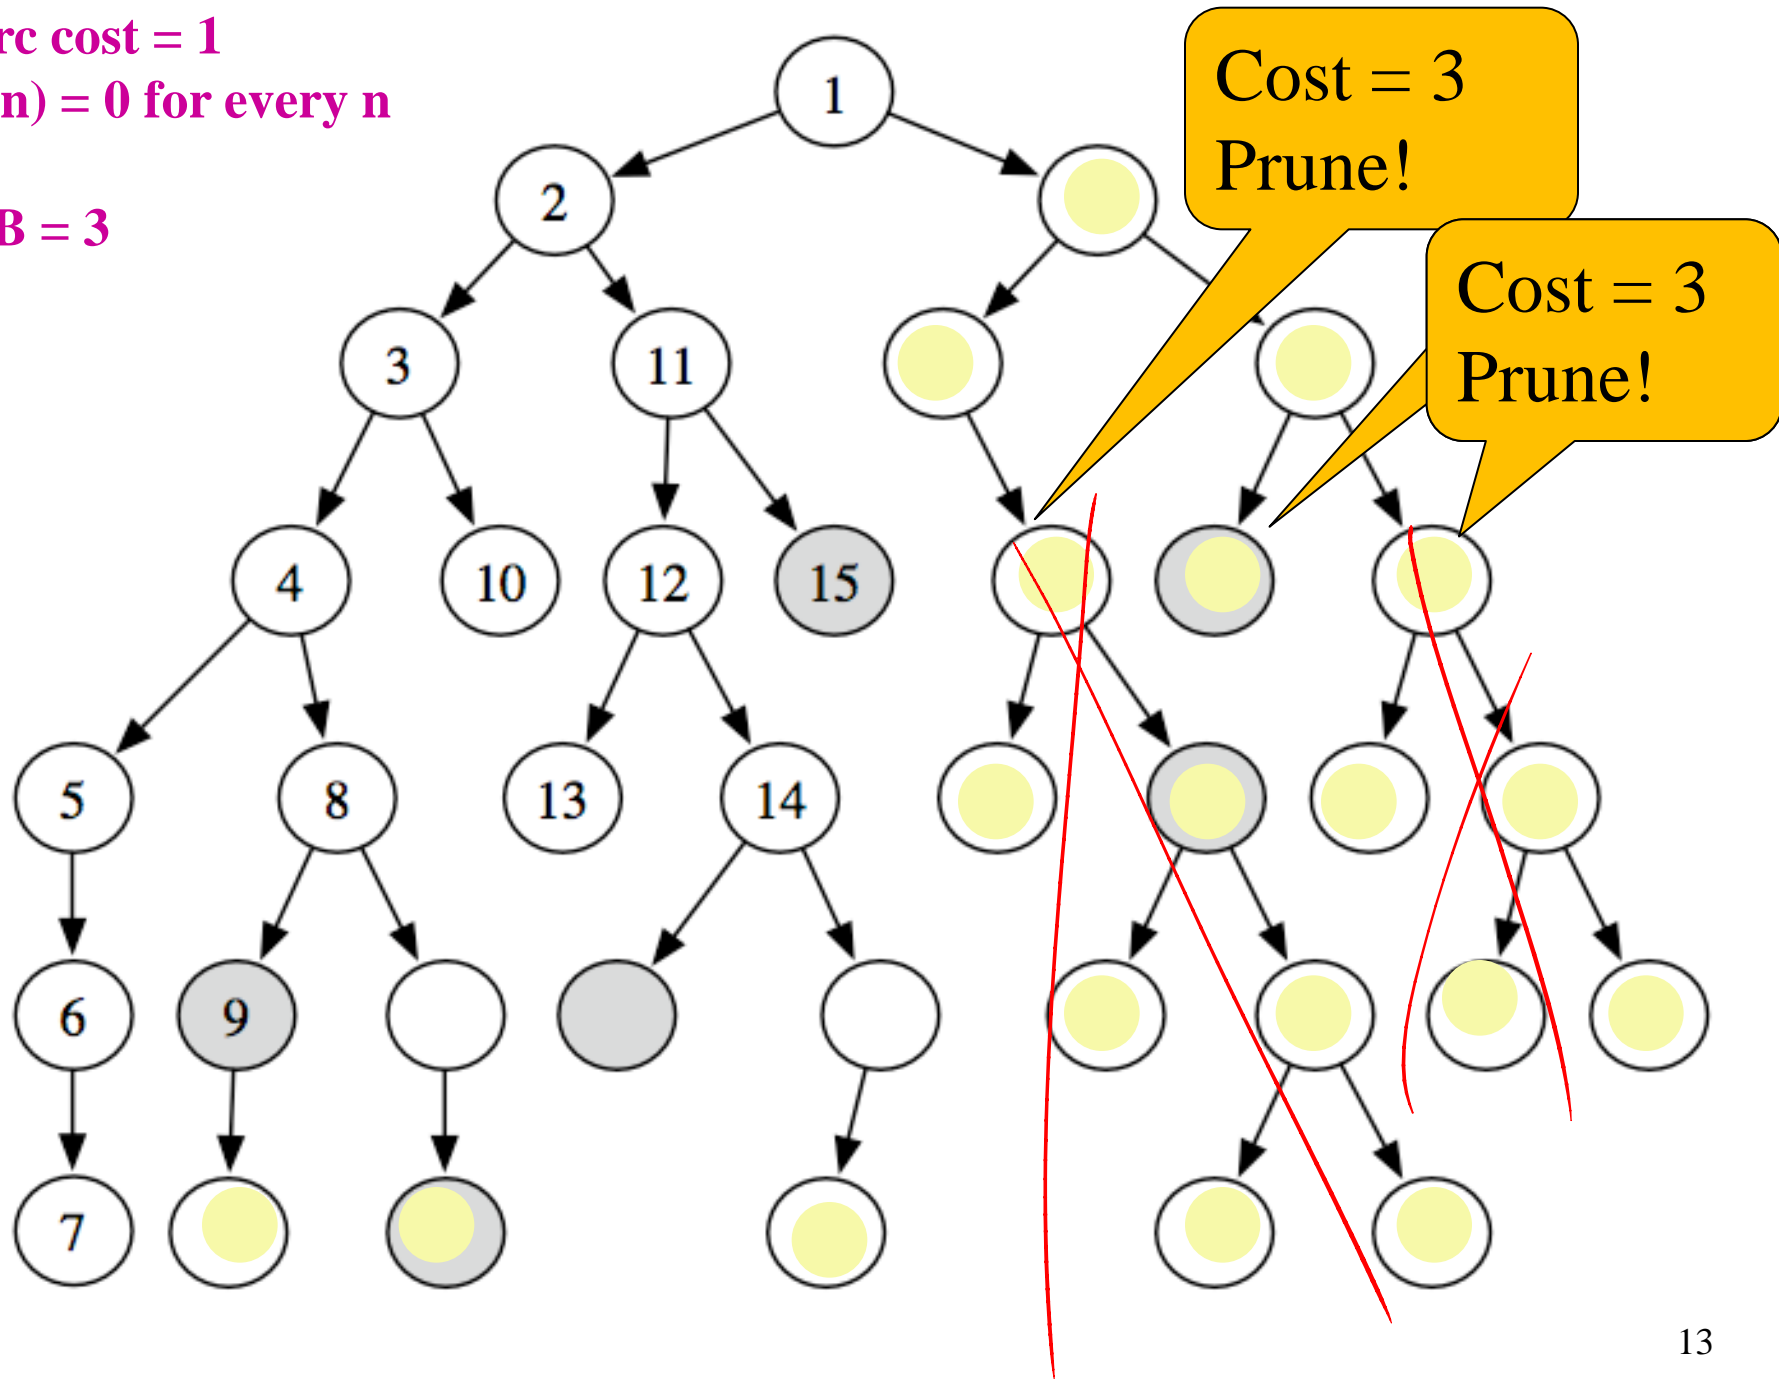 rc cost = 1
n) = 0 for every n
B = 3
Cost = 3
Prune!
Cost = 3
Prune!
1
2
3
11
4
10
12
15
5
8
13
14
6
9
7
13